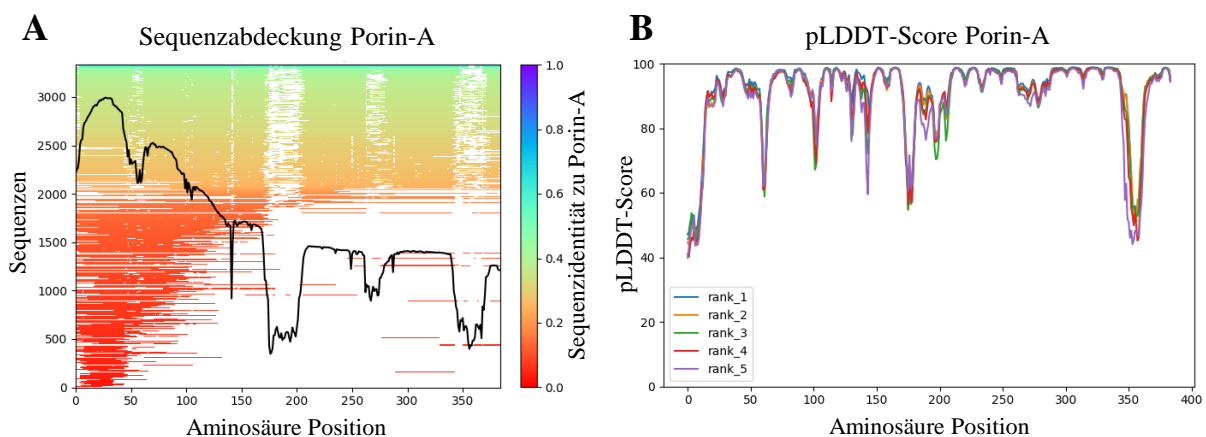 A
Sequenzabdeckung Porin-A
Sequenzen
3000
2500
2000
1500
1000
500
0
0 50 100 150 200 250 300 350
Aminosäure Position
1.0
0.8
0.6
0.4
0.2
0.0
Sequenzidentität zu Porin-A
B
pLDDT-Score Porin-A
pLDDT-Score
100
80
60
40
20
0
rank_1
rank_2
rank_3
rank_4
rank_5
0 50 100 150 200 250 300 350 400
Aminosäure Position